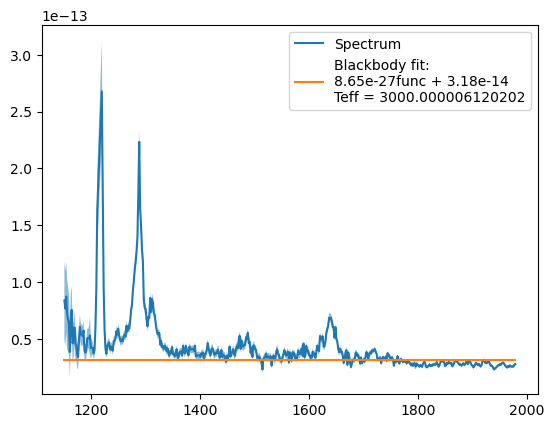 1e−13
3.0
2.5
2.0
1.5
1.0
0.5
1200
1400
1600
1800
2000
Spectrum
Blackbody fit:
8.65e-27func + 3.18e-14
Teff = 3000.000006120202